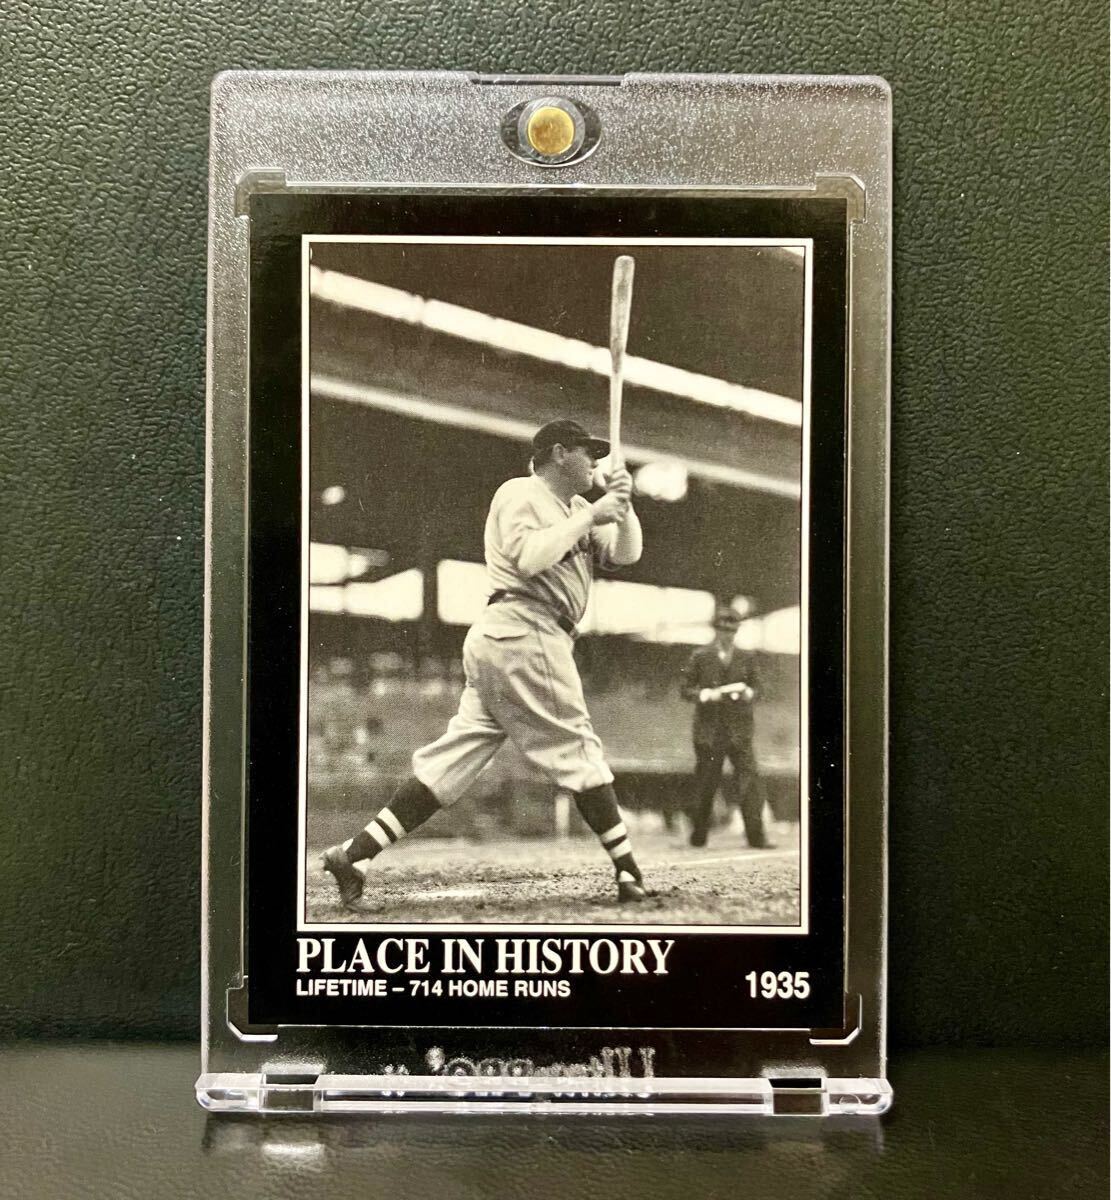 PLACE IN HISTORY
LIFETIME – 714 HOME RUNS
1935